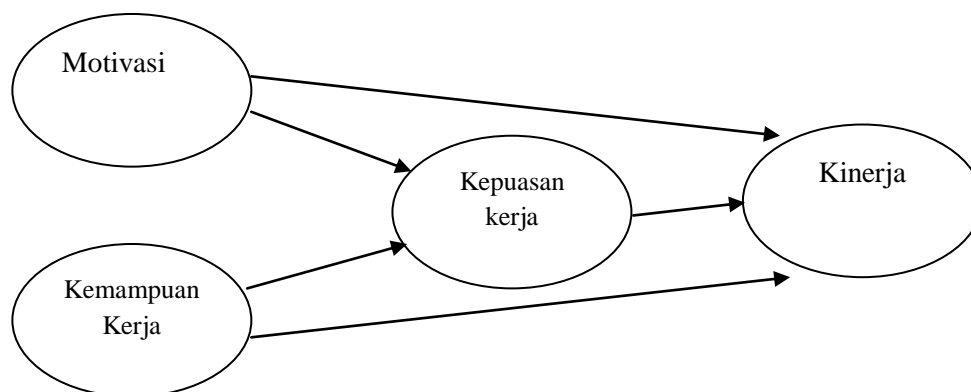 Motivasi
Kepuasan
kerja
Kinerja
Kemampuan
Kerja